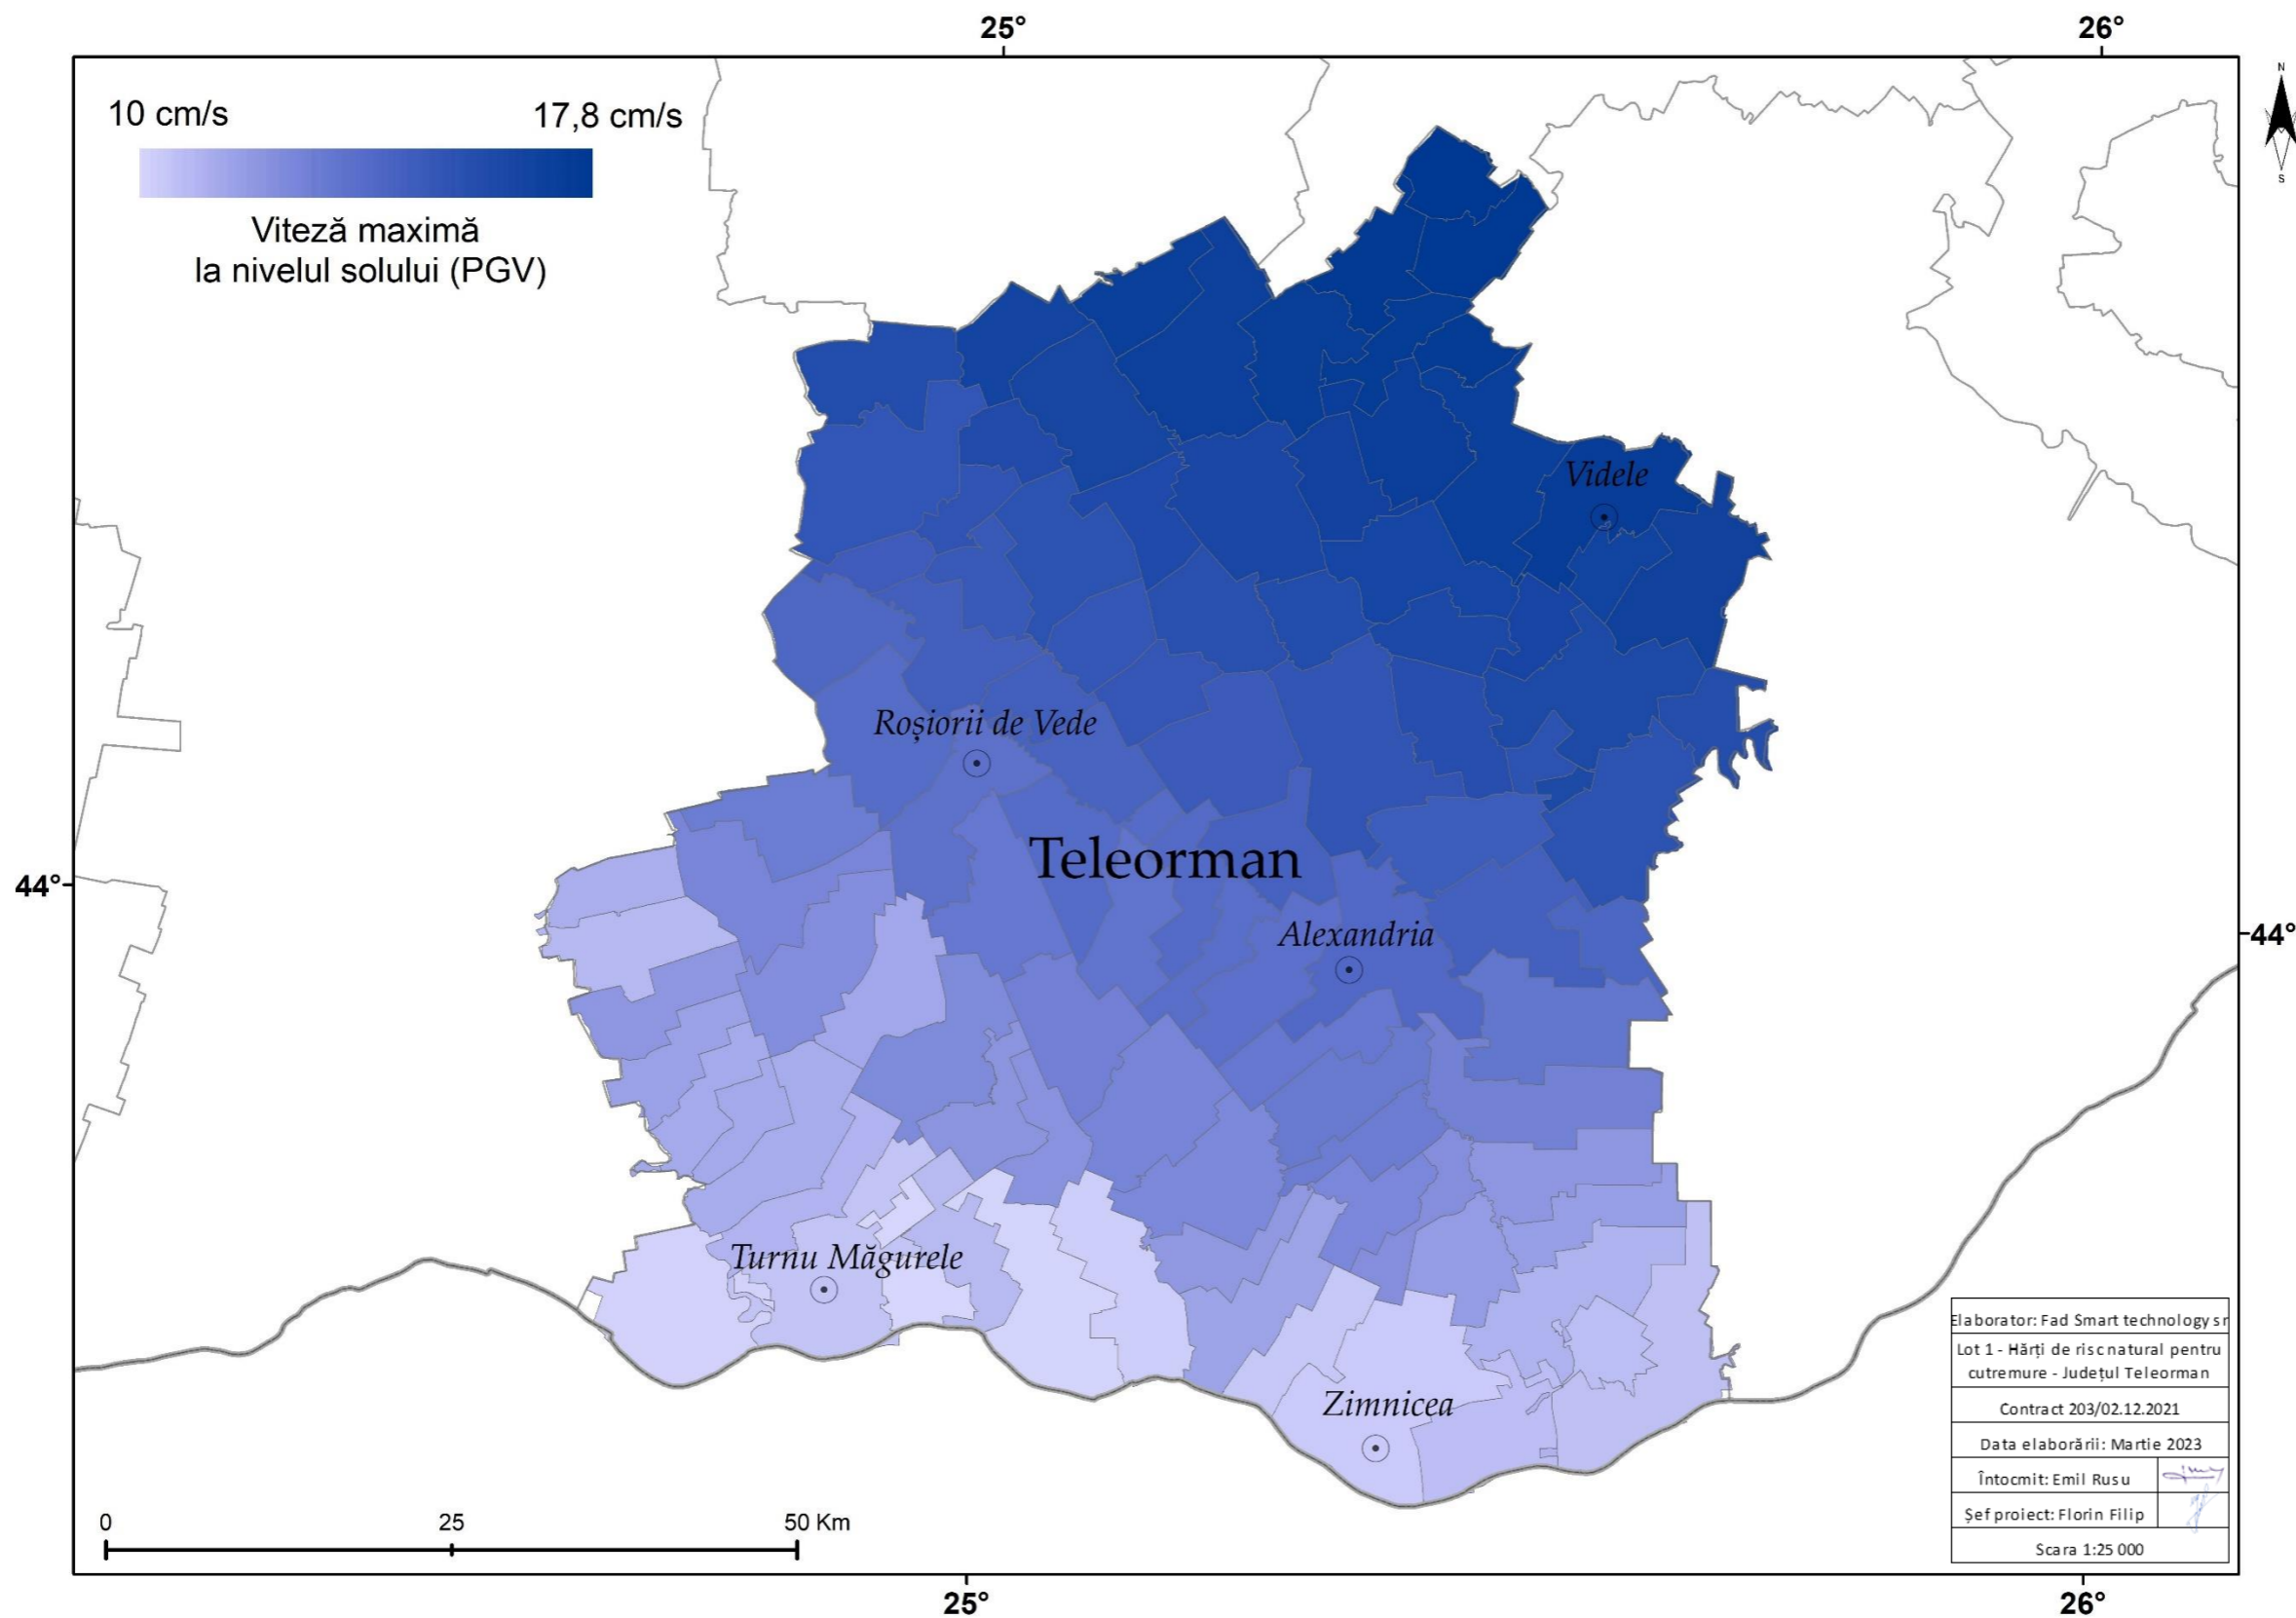 25°
26°
N
S
10 cm/s
17,8 cm/s
Viteză maximă
la nivelul solului (PGV)
Videle
Roșiorii de Vede
Teleorman
44°
Alexandria
44°
Turnu Măgurele
Zimnicea
Elaborator: Fad Smart technology sr
Lot 1 - Hărți de risc natural pentru
cutremure - Județul Teleorman
Contract 203/02.12.2021
Data elaborării: Martie 2023
Întocmit: Emil Rusu
Șef proiect: Florin Filip
Scara 1:25 000
0
25
50 Km
25°
26°